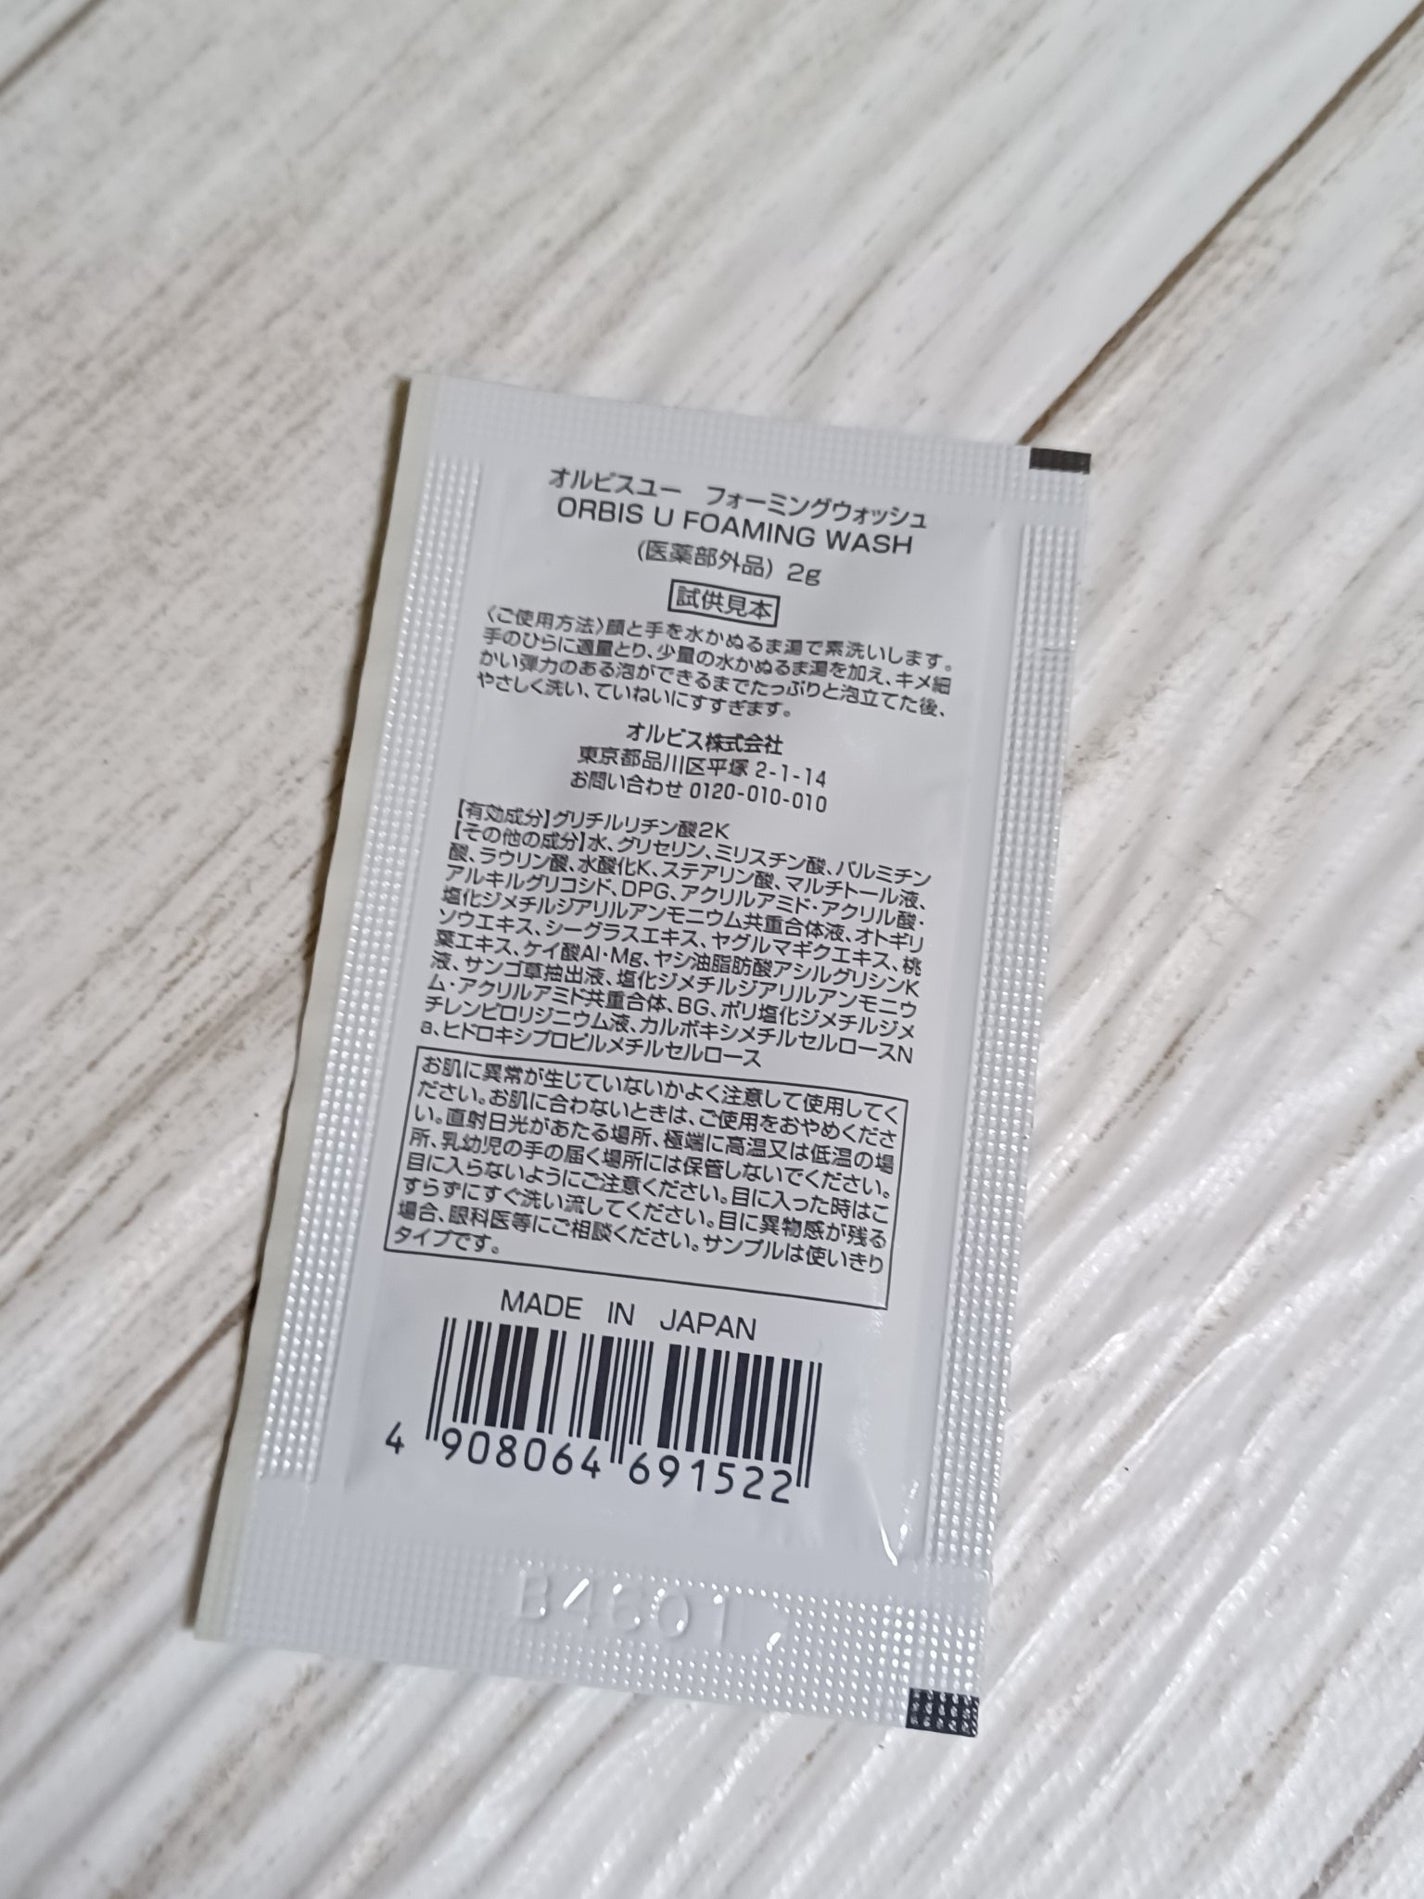 オルビスユー　フォーミングウォッシュ
ORBIS U FOAMING WASH
(医薬部外品) 2g
試供見本
〈ご使用方法〉顔と手を水かぬるま湯で素洗いします。
手のひらに適量とり、少量の水かぬるま湯を加え、キメ細
かい弾力のある泡ができるまでたっぷりと泡立てた後、
やさしく洗い、ていねいにすすぎます。
オルビス株式会社
東京都品川区平塚 2-1-14
お問い合わせ 0120-010-010
【有効成分】グリチルリチン酸2K
【その他の成分】水、グリセリン、ミリスチン酸、パルミチン
酸、ラウリン酸、水酸化K、ステアリン酸、マルチトール液、
アルキルグリコシド、DPG、アクリルアミド・アクリル酸・
塩化ジメチルジアリルアンモニウム共重合体液、オトギリ
ソウエキス、シーグラスエキス、ヤグルマギクエキス、桃
葉エキス、ケイ酸Al・Mg、ヤシ油脂肪酸アシルグリシンK
液、サンゴ草抽出液、塩化ジメチルジアリルアンモニウ
ム・アクリルアミド共重合体、BG、ポリ塩化ジメチルジメ
チレンピロリジニウム液、カルボキシメチルセルロースN
a、ヒドロキシプロピルメチルセルロース
お肌に異常が生じていないかよく注意して使用してく
ださい。お肌に合わないときは、ご使用をおやめくださ
い。直射日光があたる場所、極端に高温又は低温の場
所、乳幼児の手の届く場所には保管しないでください。
目に入らないようにご注意ください。目に入った時はこ
すらずにすぐ洗い流してください。目に異物感が残る
場合、眼科医等にご相談ください。サンプルは使いきり
タイプです。
MADE IN JAPAN
4 908064 691522